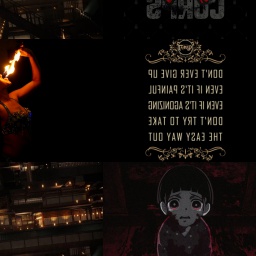 CORPS
DON'T EVER GIVE UP
EVEN IF IT'S PAINFUL
EVEN IF IT'S AGONIZING
DON'T TRY TO TAKE
THE EASY WAY OUT